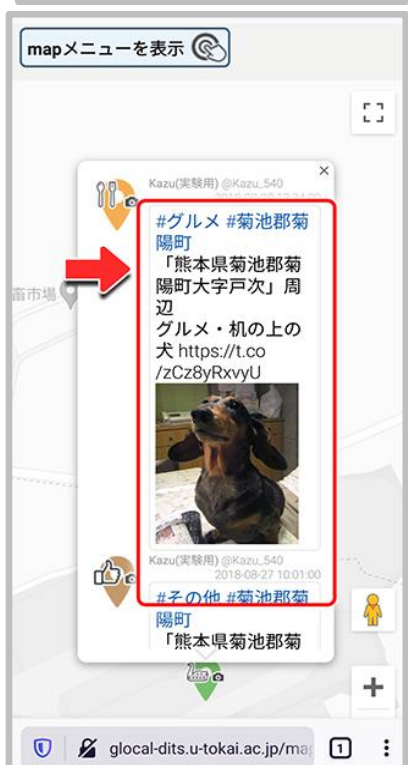 mapメニューを表示
Kazu(実験用) @Kazu_540
#グルメ #菊池郡菊
陽町
「熊本県菊池郡菊
陽町大字戸次」周
辺
グルメ・机の上の
犬 https://t.co
/zCz8yRxvyU
畜市場
Kazu(実験用) @Kazu_540
2018-08-27 10:01:00
#その他 #菊池郡菊
陽町
「熊本県菊池郡菊
glocal-dits.u-tokai.ac.jp/ma
1